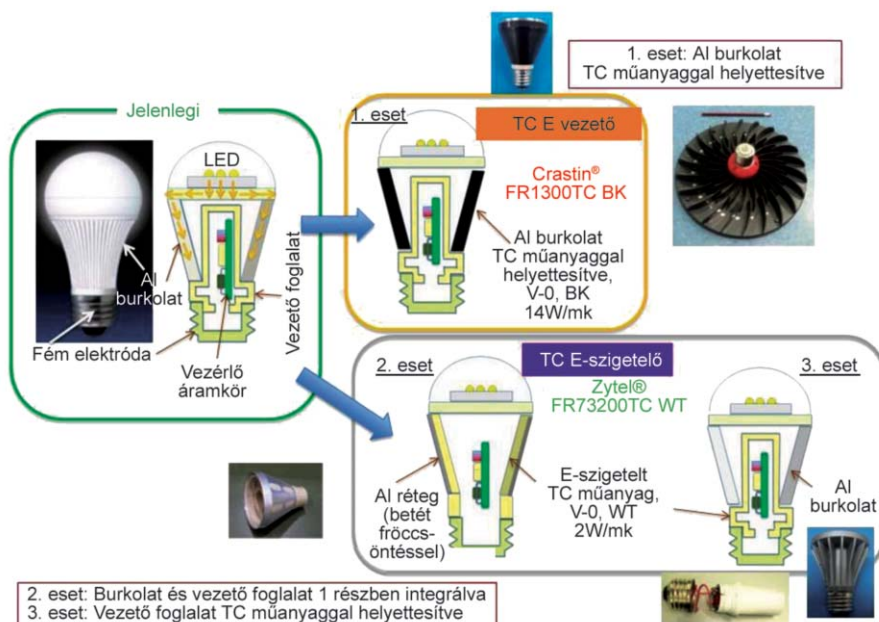 1. eset: Al burkolat
TC műanyaggal helyettesítve
Jelenlegi
LED
Al
burkolat
Fém elektróda
Vezérlő
áramkör
Vezető foglalat
1. eset
TC E vezető
Crastin®
FR1300TC BK
Al burkolat
TC műanyaggal
helyettesítve,
V-0, BK
14W/mk
2. eset
TC E-szigetelő
3. eset
Zytel®
FR73200TC WT
Al réteg
(betét
fröccs-
öntéssel)
E-szigetelt
TC műanyag,
V-0, WT
2W/mk
Al
burkolat
2. eset: Burkolat és vezető foglalat 1 részben integrálva
3. eset: Vezető foglalat TC műanyaggal helyettesítve